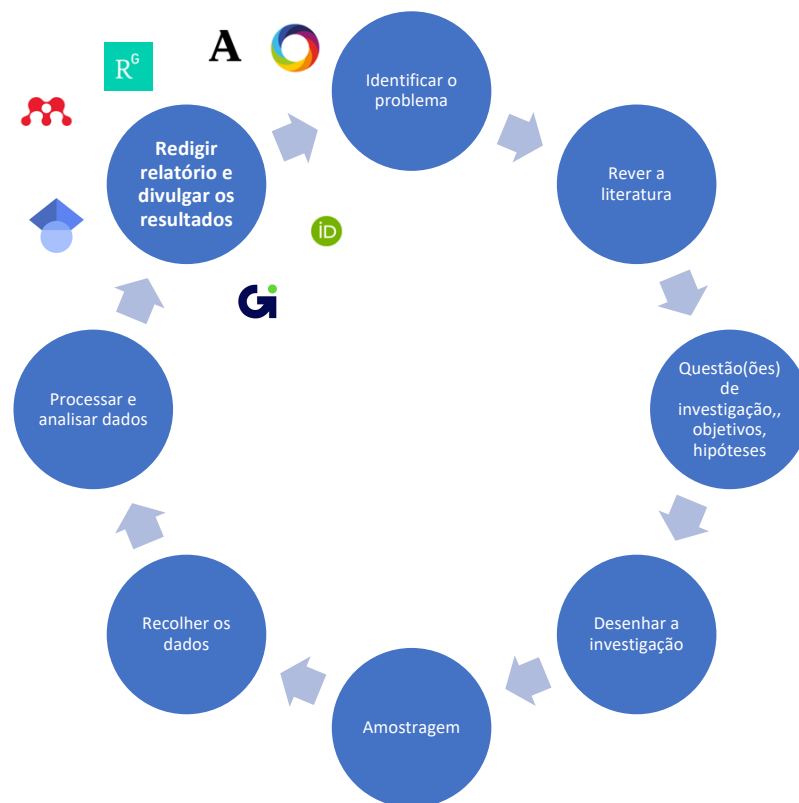 A
R^G
Identificar o
problema
Redigir
relatório e
divulgar os
resultados
Rever a
literatura
iD
Gi
Questão(ões)
de
investigação,,
objetivos,
hipóteses
Processar e
analisar dados
Desenhar a
investigação
Recolher os
dados
Amostragem